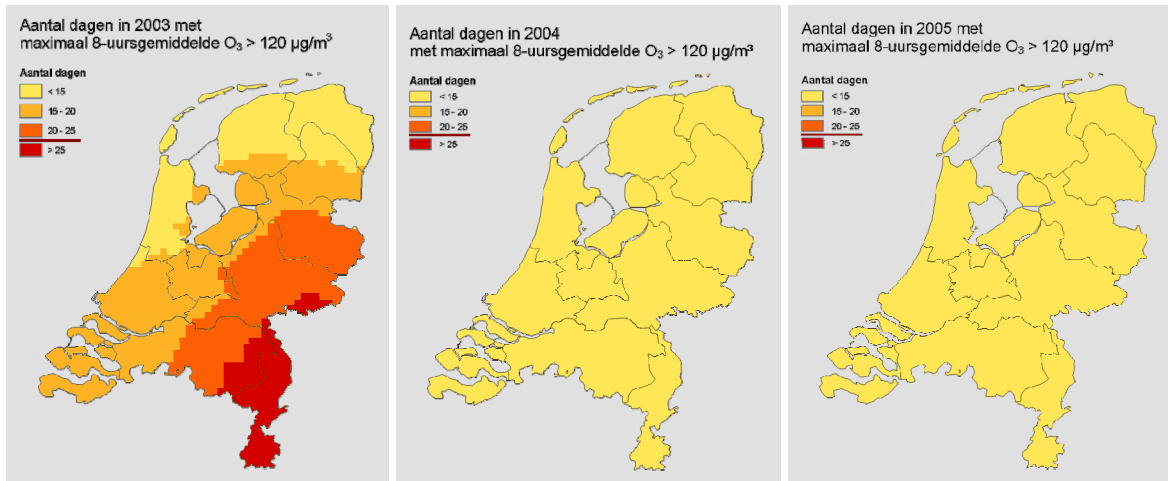 Aantal dagen in 2003 met
maximaal 8-uursgemiddelde O₃ > 120 µg/m³
Aantal dagen
< 15
15 - 20
20 - 25
> 25
Aantal dagen in 2004
met maximaal 8-uursgemiddelde O₃ > 120 µg/m³
Aantal dagen
< 15
15 - 20
20 - 25
> 25
Aantal dagen in 2005 met
maximaal 8-uursgemiddelde O₃ > 120 µg/m³
Aantal dagen
< 15
15 - 20
20 - 25
> 25